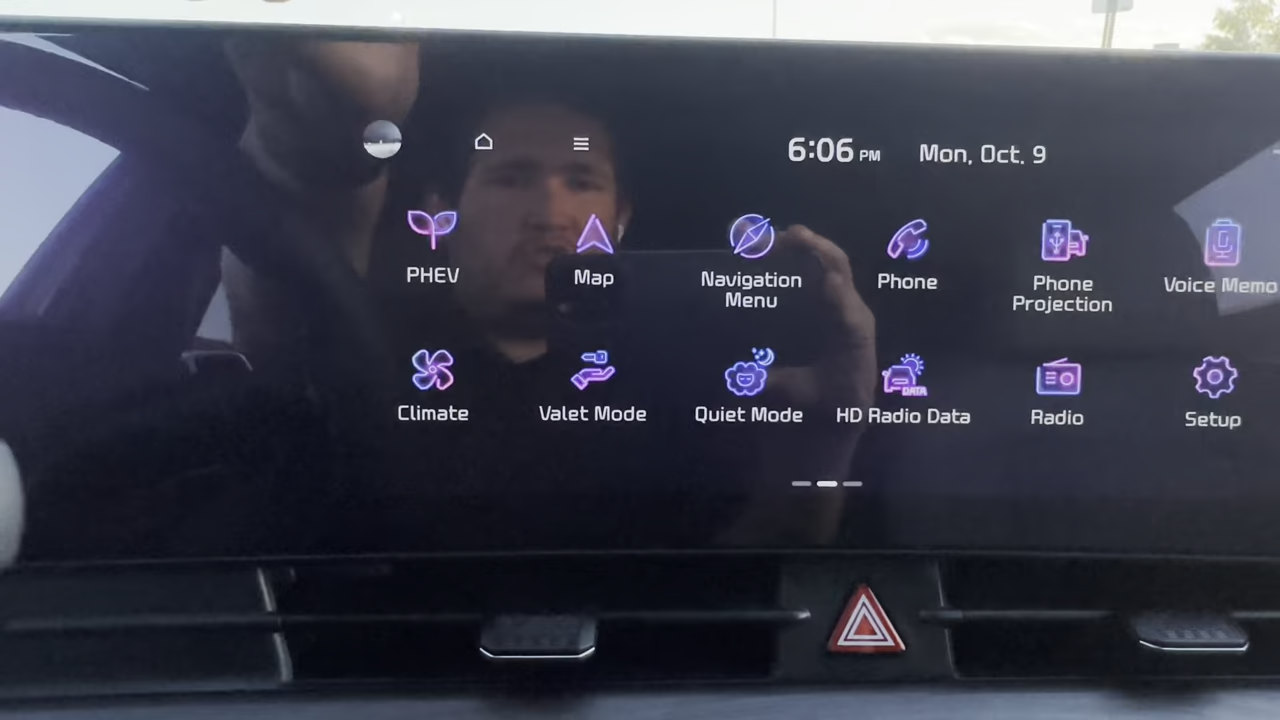 6:06 PM Mon, Oct. 9
PHEV
Map
Navigation
Menu
Phone
Phone
Projection
Voice Memo
Climate
Valet Mode
Quiet Mode
DATA
HD Radio Data
Radio
Setup